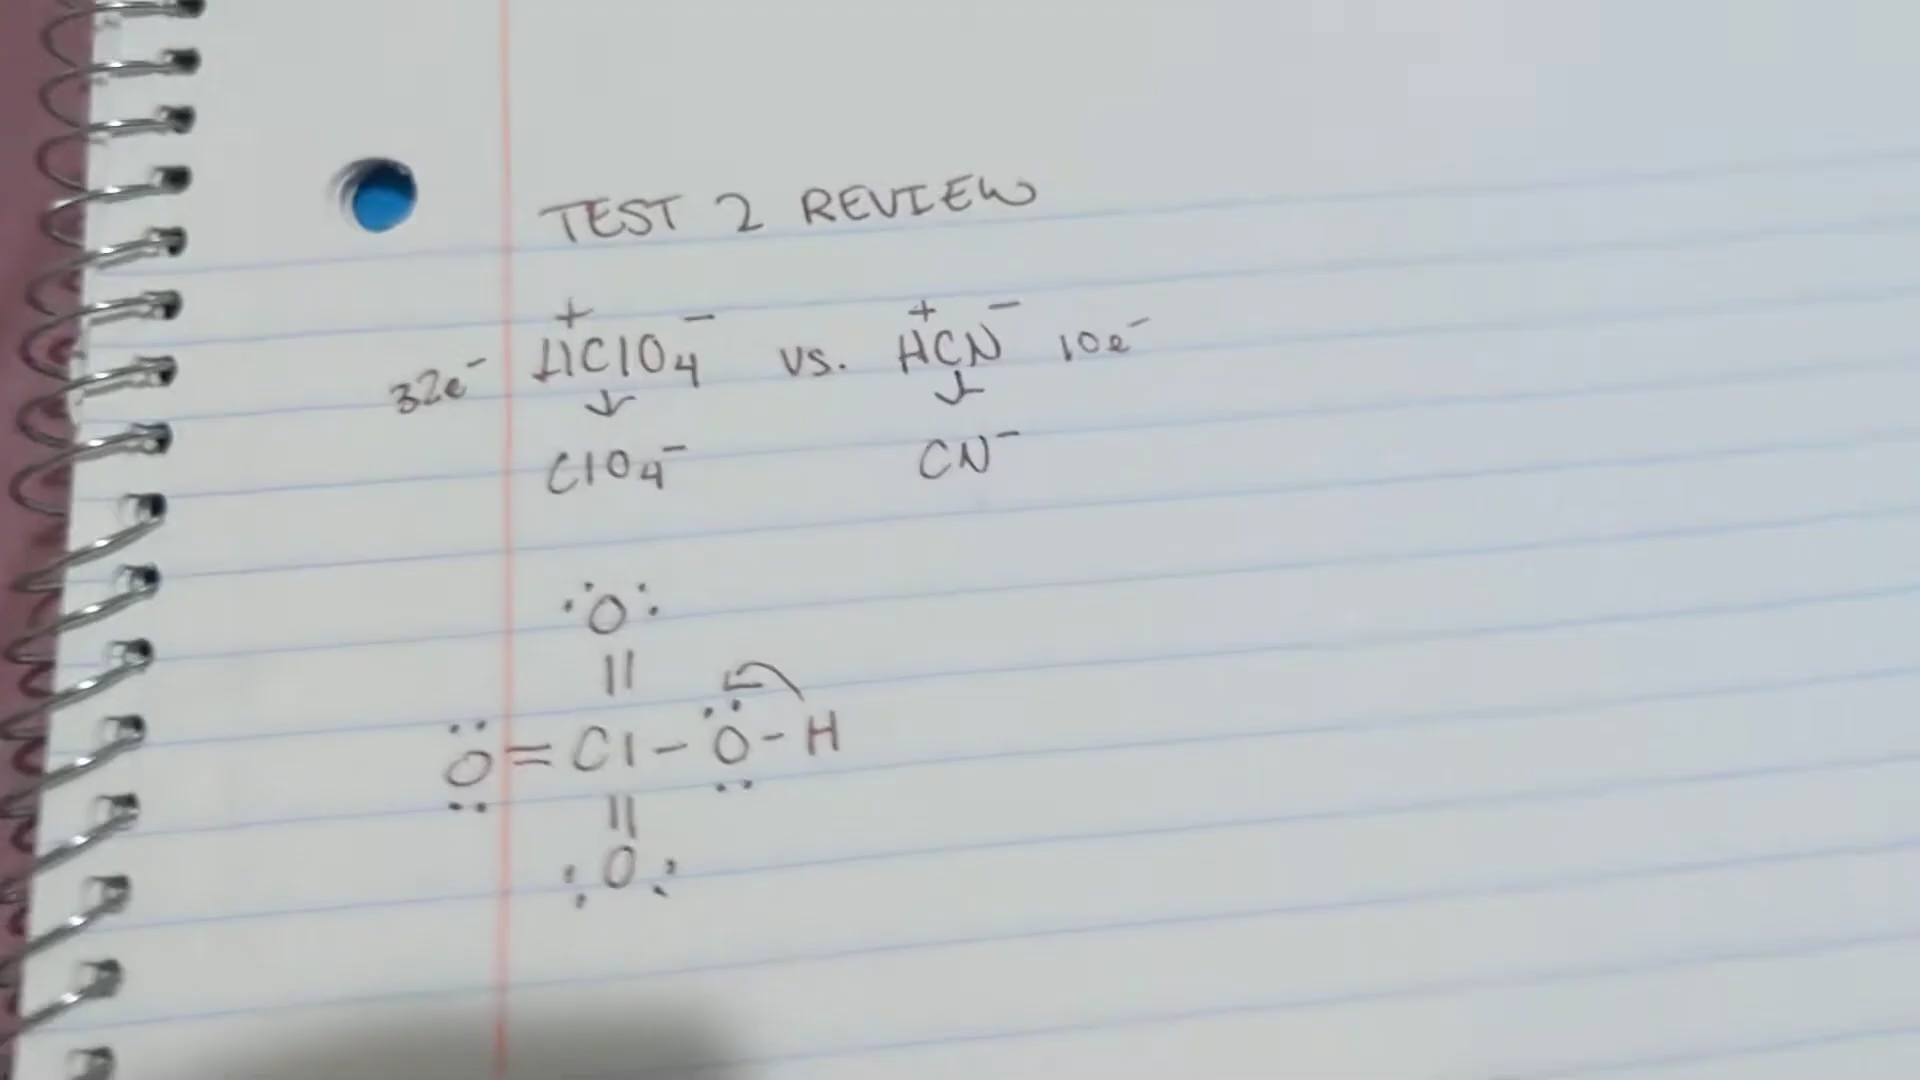 TEST 2 REVIEW
+ − + −
32e⁻ HClO₄ vs. HCN 10e⁻
↓ ↓
ClO₄⁻ CN⁻
O
||
O = Cl − O − H
||
O